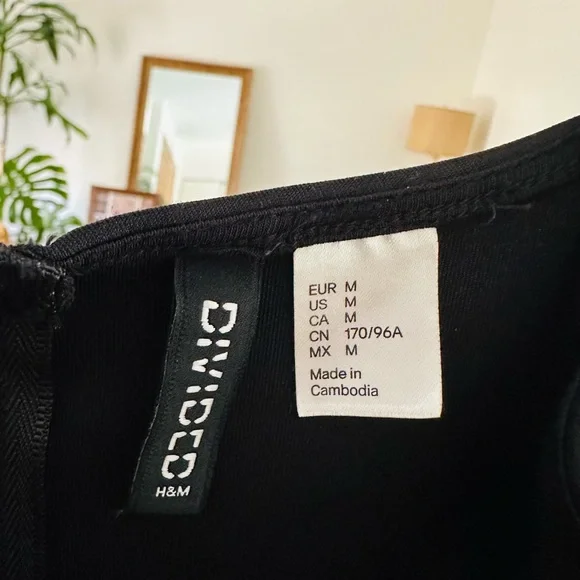 DIVIDED
H&M
EUR M
US M
CA M
CN 170/96A
MX M
Made in
Cambodia